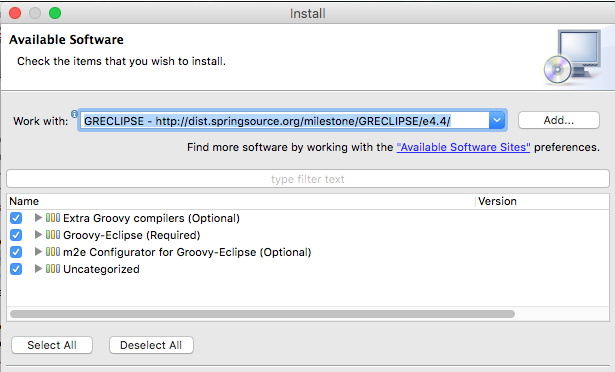 Install
Available Software
Check the items that you wish to install.
Work with: GRECLIPSE - http://dist.springsource.org/milestone/GRECLIPSE/e4.4/ Add...
Find more software by working with the "Available Software Sites" preferences.
type filter text
Name Version
Extra Groovy compilers (Optional)
Groovy-Eclipse (Required)
m2e Configurator for Groovy-Eclipse (Optional)
Uncategorized
Select All Deselect All